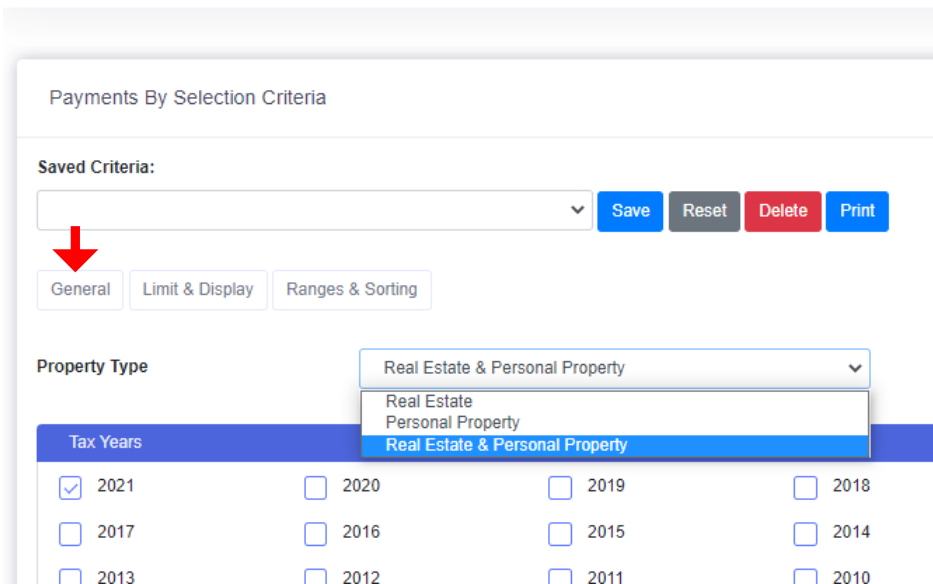 Payments By Selection Criteria
Saved Criteria:
Save Reset Delete Print
General Limit & Display Ranges & Sorting
Property Type Real Estate & Personal Property
Real Estate
Personal Property
Tax Years Real Estate & Personal Property
2021 2020 2019 2018
2017 2016 2015 2014
2013 2012 2011 2010